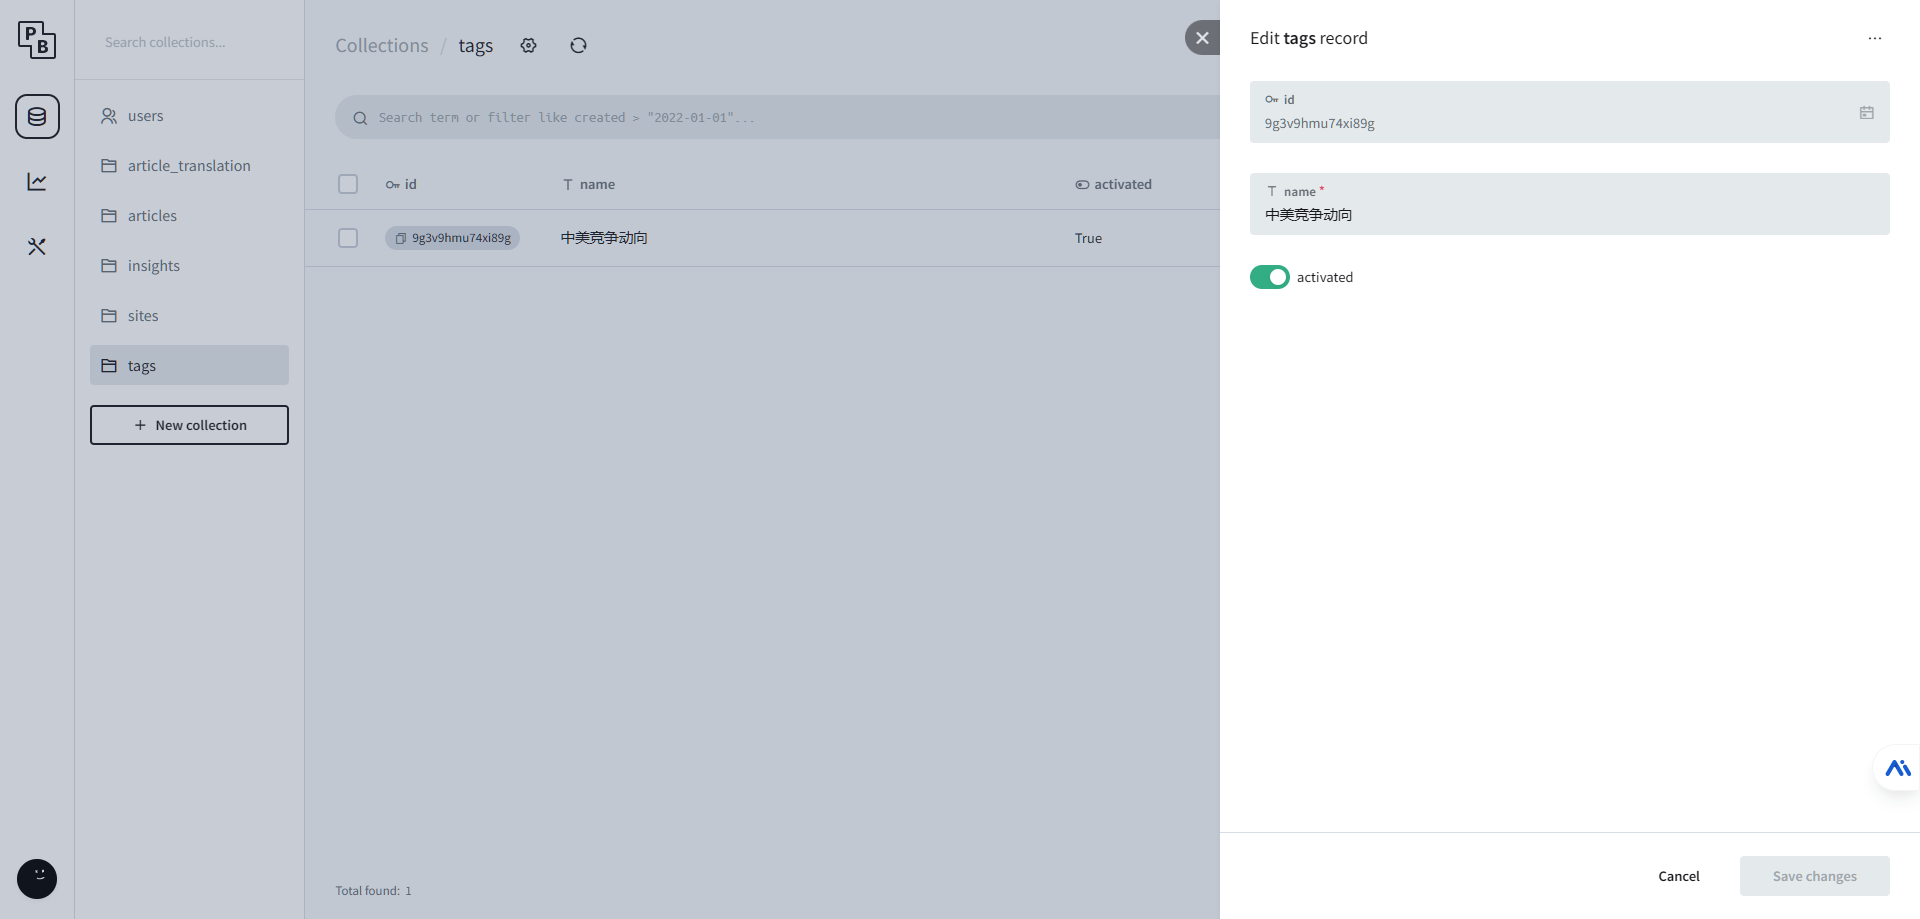 P
B
Search collections...
users
article_translation
articles
insights
sites
tags
+ New collection
Collections / tags
Search term or filter like created > "2022-01-01"...
id name activated
9g3v9hmu74xi89g 中美竞争动向 True
Total found: 1
Edit tags record
id
9g3v9hmu74xi89g
name *
中美竞争动向
activated
Cancel Save changes